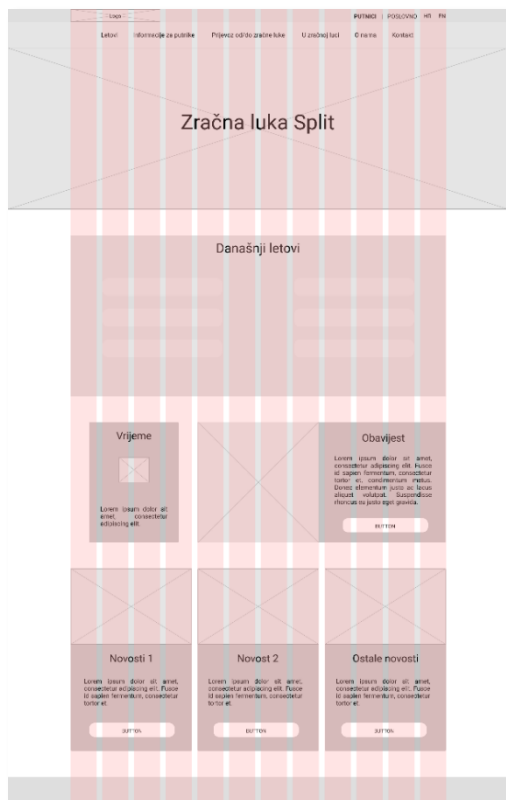 Logo
PUTNICI | POSLOVNO HR EN
Letovi Informacije za putnike Prijevoz od/do zračne luke U zračnoj luci O nama Kontakt
Zračna luka Split
Današnji letovi
Vrijeme
Lorem ipsum dolor sit
amet, consectetur
adipiscing elit.
Obavijest
Lorem ipsum dolor sit amet,
consectetur adipiscing elit. Fusce
id sapien fermentum, consectetur
tortor et, condimentum metus.
Donec elementum justo ac lacus
aliquet volutpat. Suspendisse
rhoncus ex justo eget gravida.
BUTTON
Novosti 1
Lorem ipsum dolor sit amet,
consectetur adipiscing elit. Fusce
id sapien fermentum, consectetur
tortor et
BUTTON
Novost 2
Lorem ipsum dolor sit amet,
consectetur adipiscing elit. Fusce
id sapien fermentum, consectetur
tortor et
BUTTON
Ostale novosti
Lorem ipsum dolor sit amet,
consectetur adipiscing elit. Fusce
id sapien fermentum, consectetur
tortor et
BUTTON